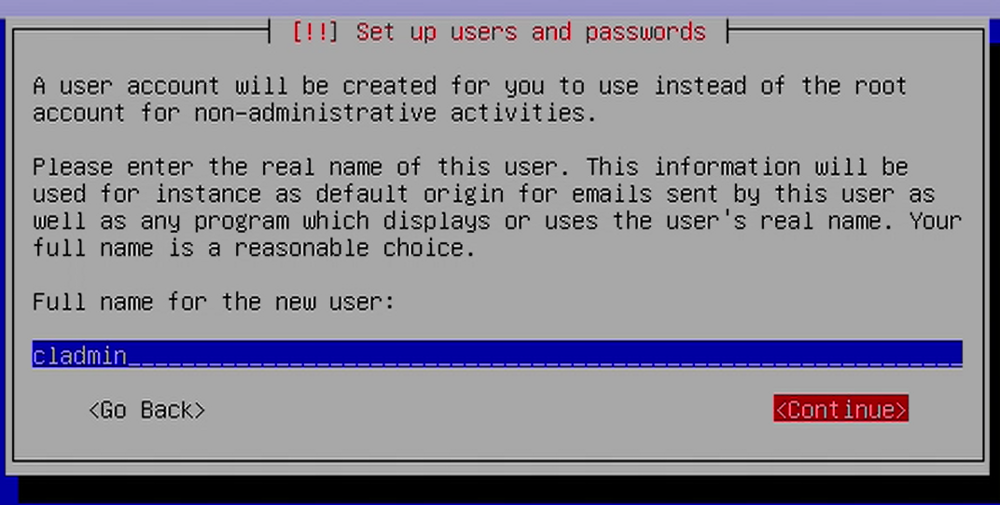 [!!] Set up users and passwords
A user account will be created for you to use instead of the root
account for non-administrative activities.
Please enter the real name of this user. This information will be
used for instance as default origin for emails sent by this user as
well as any program which displays or uses the user's real name. Your
full name is a reasonable choice.
Full name for the new user:
cladmin
<Go Back> <Continue>